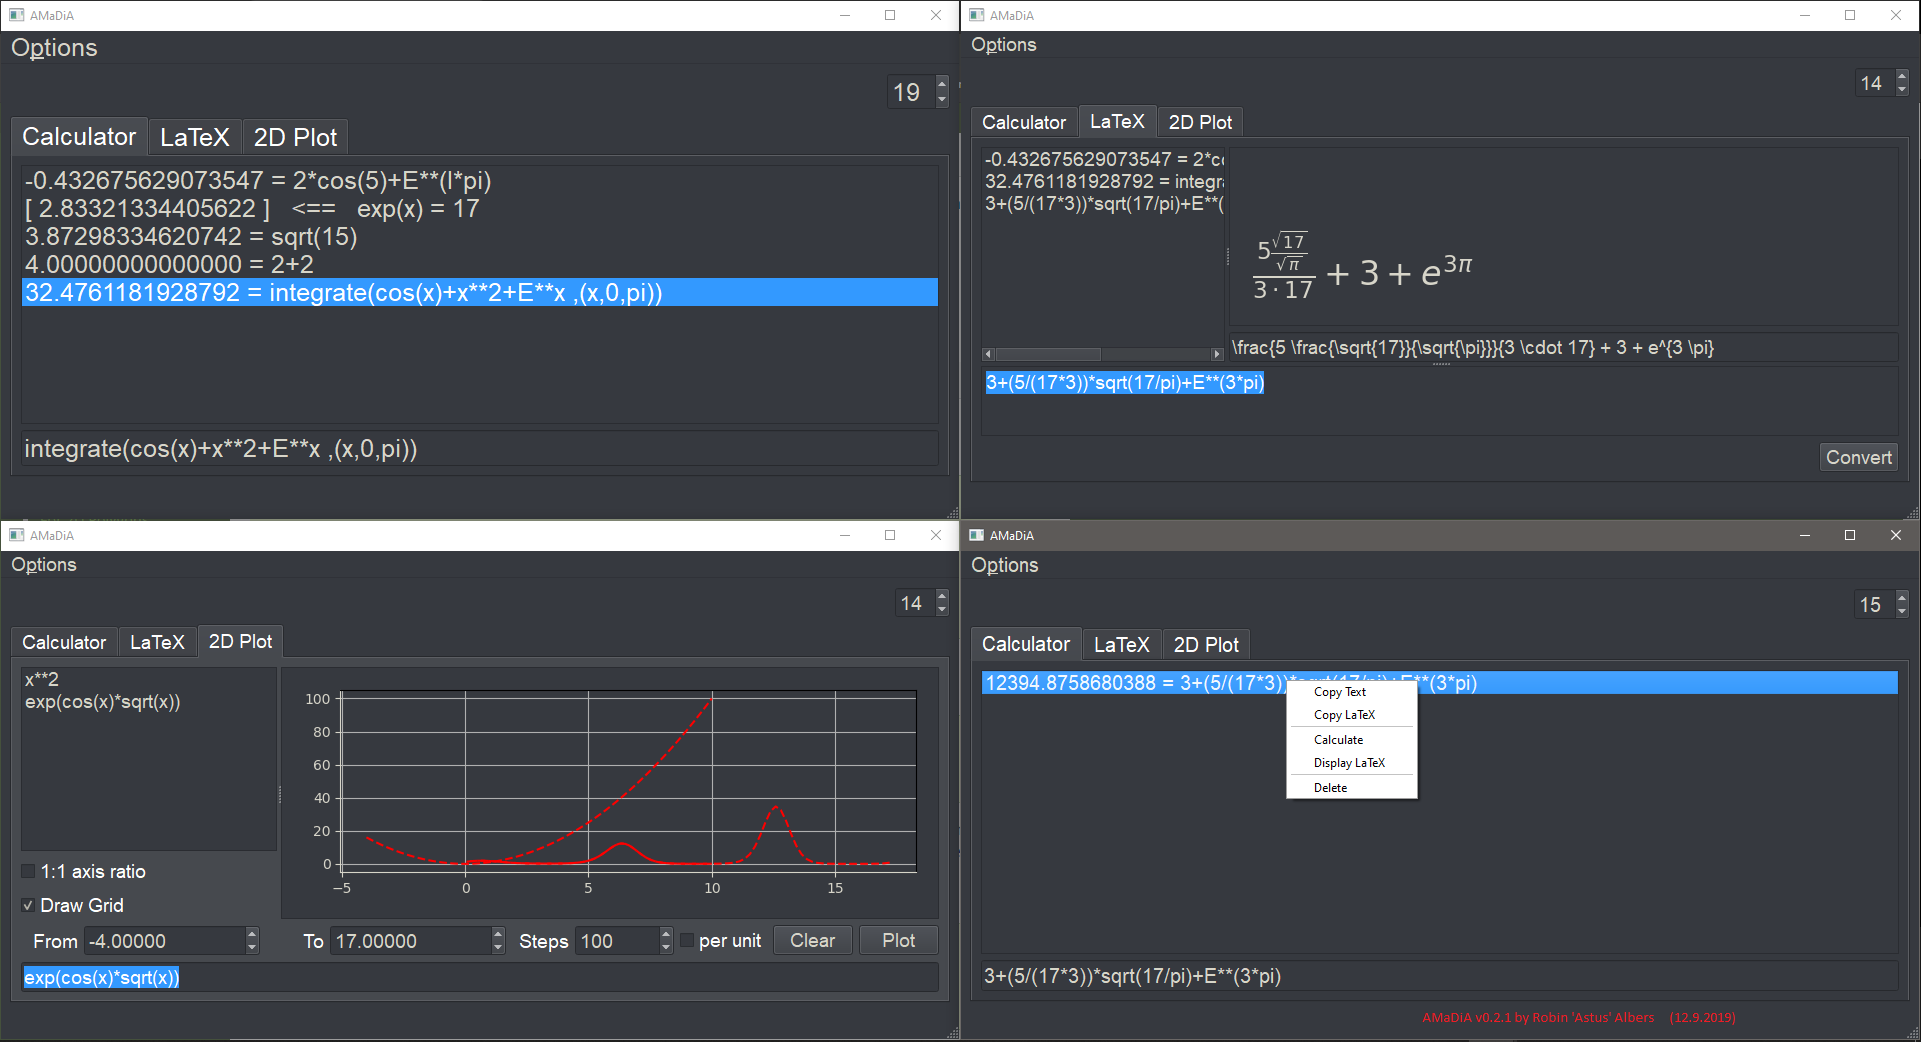 AMaDiA
Options
19
Calculator LaTeX 2D Plot
-0.432675629073547 = 2*cos(5)+E**(I*pi)
[ 2.83321334405622 ] <== exp(x) = 17
3.87298334620742 = sqrt(15)
4.00000000000000 = 2+2
32.4761181928792 = integrate(cos(x)+x**2+E**x ,(x,0,pi))
integrate(cos(x)+x**2+E**x ,(x,0,pi))
AMaDiA
Options
14
Calculator LaTeX 2D Plot
-0.432675629073547 = 2*co
32.4761181928792 = integra
3+(5/(17*3))*sqrt(17/pi)+E**(
5 √17
√π
3 · 17 + 3 + e^3π
\frac{5 \frac{\sqrt{17}}{\sqrt{\pi}}}{3 \cdot 17} + 3 + e^{3 \pi}
3+(5/(17*3))*sqrt(17/pi)+E**(3*pi)
Convert
AMaDiA
Options
14
Calculator LaTeX 2D Plot
x**2
exp(cos(x)*sqrt(x))
100
80
60
40
20
0
−5 0 5 10 15
1:1 axis ratio
Draw Grid
From -4.00000 To 17.00000 Steps 100 per unit Clear Plot
exp(cos(x)*sqrt(x))
AMaDiA
Options
15
Calculator LaTeX 2D Plot
12394.8758680388 = 3+(5/(17*3))*sqrt(17/pi)+E**(3*pi)
Copy Text
Copy LaTeX
Calculate
Display LaTeX
Delete
3+(5/(17*3))*sqrt(17/pi)+E**(3*pi)
AMaDiA v0.2.1 by Robin 'Astus' Albers (12.9.2019)